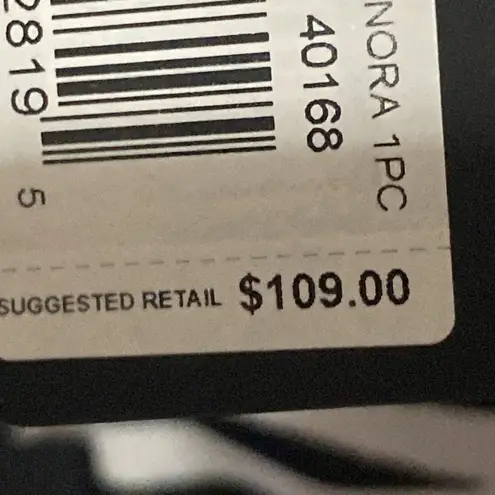 NORA 1PC
40168
2819
5
SUGGESTED RETAIL $109.00